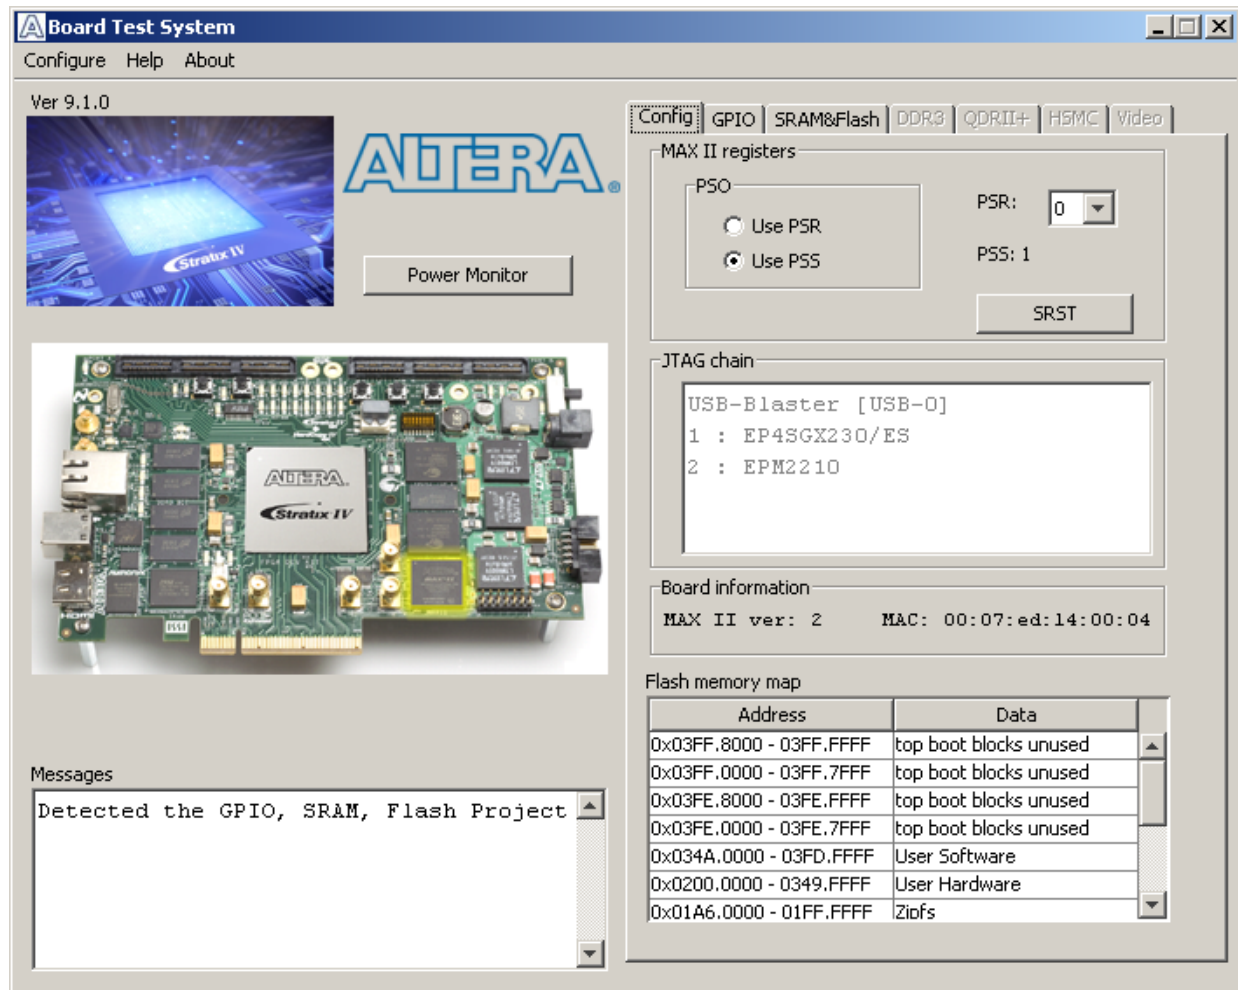 Board Test System
Configure Help About
Ver 9.1.0
Stratix IV
ALTERA®
Power Monitor
ALTERA
Stratix IV
HDMI
Messages
Detected the GPIO, SRAM, Flash Project
Config GPIO SRAM&Flash DDR3 QDRII+ HSMC Video
MAX II registers
PSO
Use PSR
Use PSS
PSR: 0
PSS: 1
SRST
JTAG chain
USB-Blaster [USB-0]
1 : EP4SGX230/ES
2 : EPM2210
Board information
MAX II ver: 2 MAC: 00:07:ed:14:00:04
Flash memory map
Address Data
0x03FF.8000 - 03FF.FFFF top boot blocks unused
0x03FF.0000 - 03FF.7FFF top boot blocks unused
0x03FE.8000 - 03FE.FFFF top boot blocks unused
0x03FE.0000 - 03FE.7FFF top boot blocks unused
0x034A.0000 - 03FD.FFFF User Software
0x0200.0000 - 0349.FFFF User Hardware
0x01A6.0000 - 01FF.FFFF Zipfs